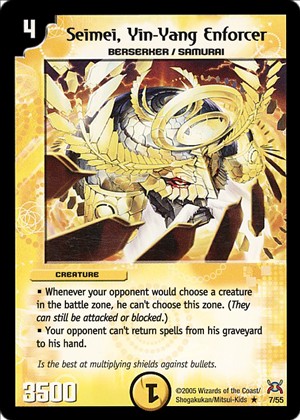 4
Seimei, Yin-Yang Enforcer
BERSERKER / SAMURAI
CREATURE
▪ Whenever your opponent would choose a creature
in the battle zone, he can't choose this zone. (They
can still be attacked or blocked.)
▪ Your opponent can't return spells from his graveyard
to his hand.
Is the best at multiplying shields against bullets.
3500
1
©2005 Wizards of the Coast/
Shogakukan/Mitsui-Kids ★ 7/55